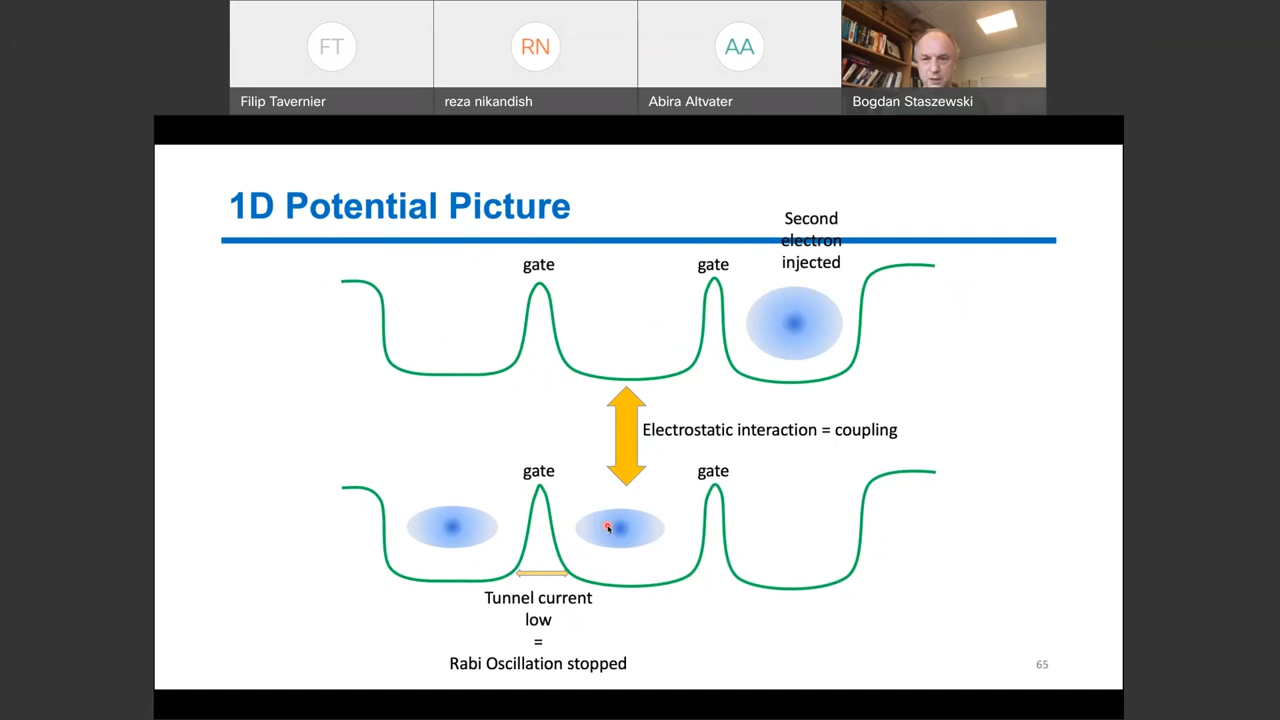 FT
RN
AA
Filip Tavernier
reza nikandish
Abira Altvater
Bogdan Staszewski
1D Potential Picture
Second
electron
injected
gate
gate
Electrostatic interaction = coupling
gate
gate
Tunnel current
low
=
Rabi Oscillation stopped
65